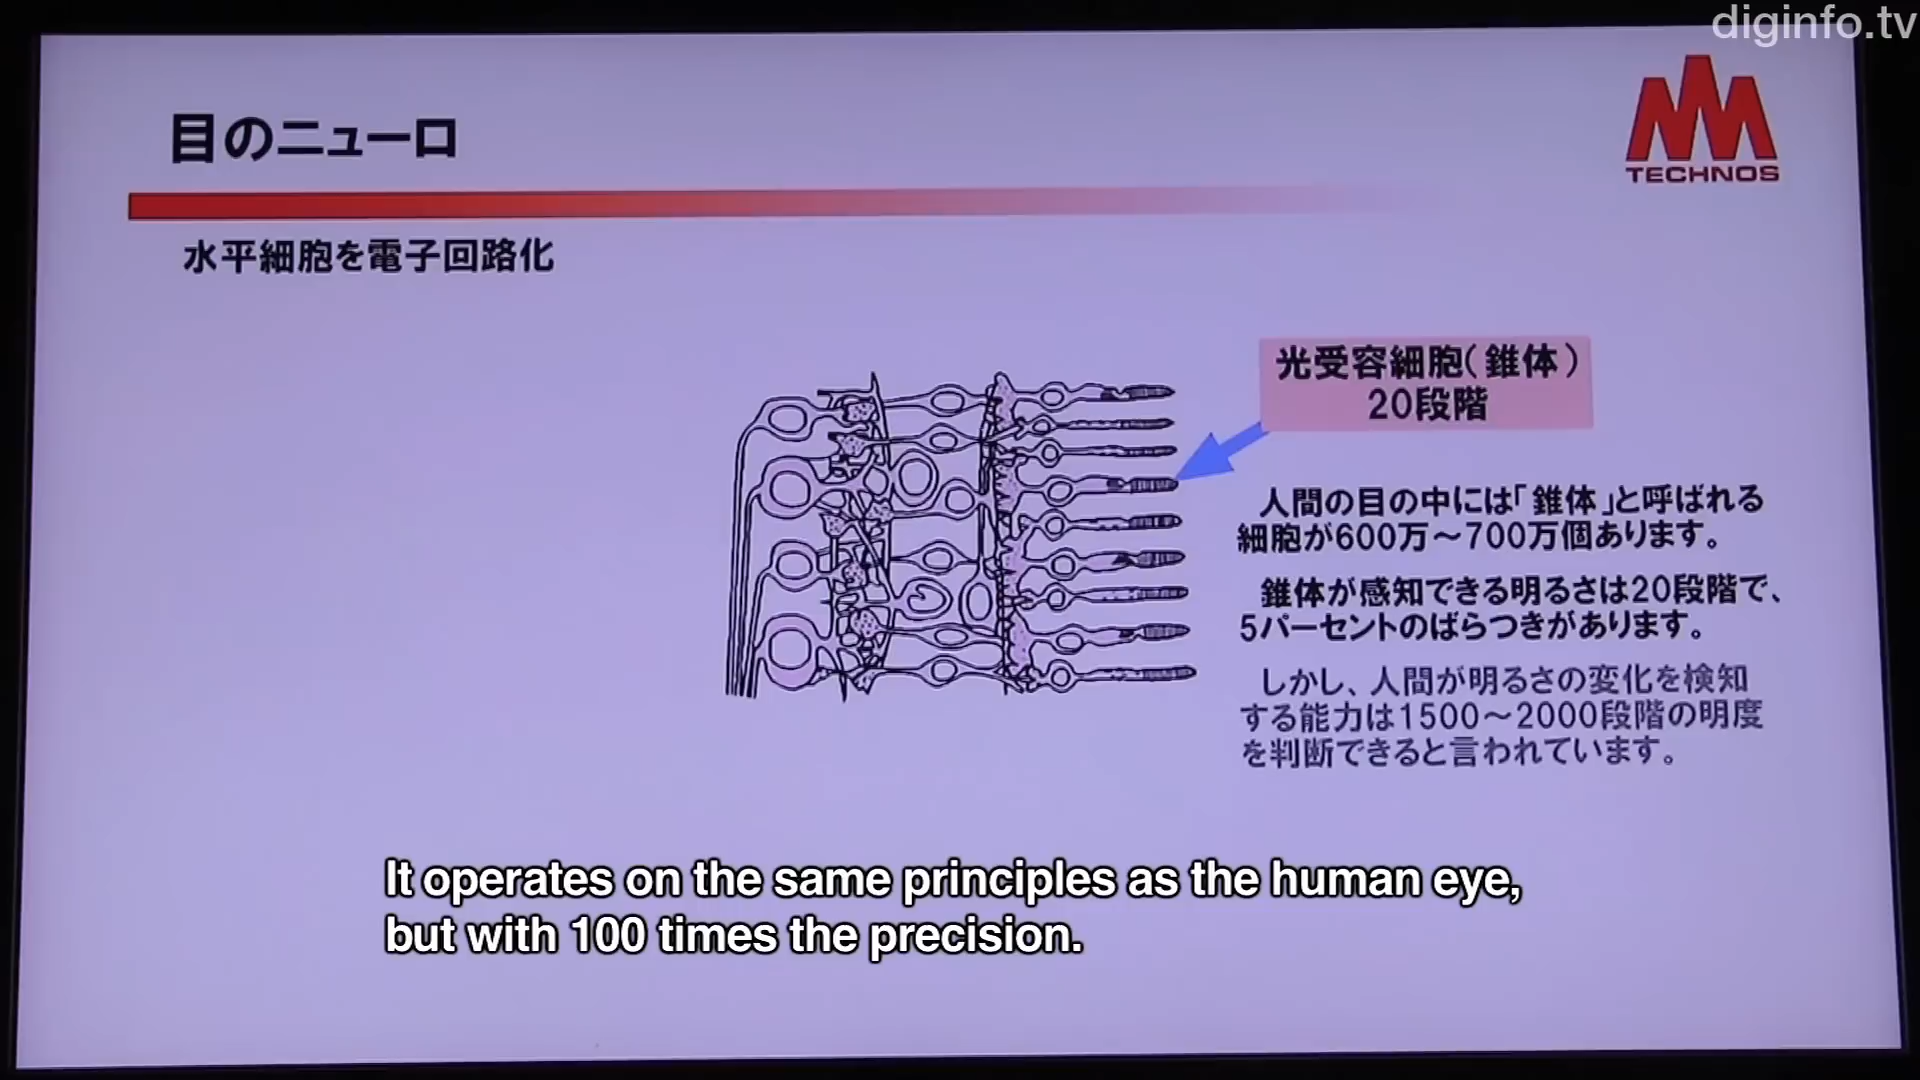 diginfo.tv
目のニューロ
TECHNOS
水平細胞を電子回路化
光受容細胞(錐体)
20段階
人間の目の中には「錐体」と呼ばれる
細胞が600万~700万個あります。
錐体が感知できる明るさは20段階で、
5パーセントのばらつきがあります。
しかし、人間が明るさの変化を検知
する能力は1500~2000段階の明度
を判断できると言われています。
It operates on the same principles as the human eye,
but with 100 times the precision.